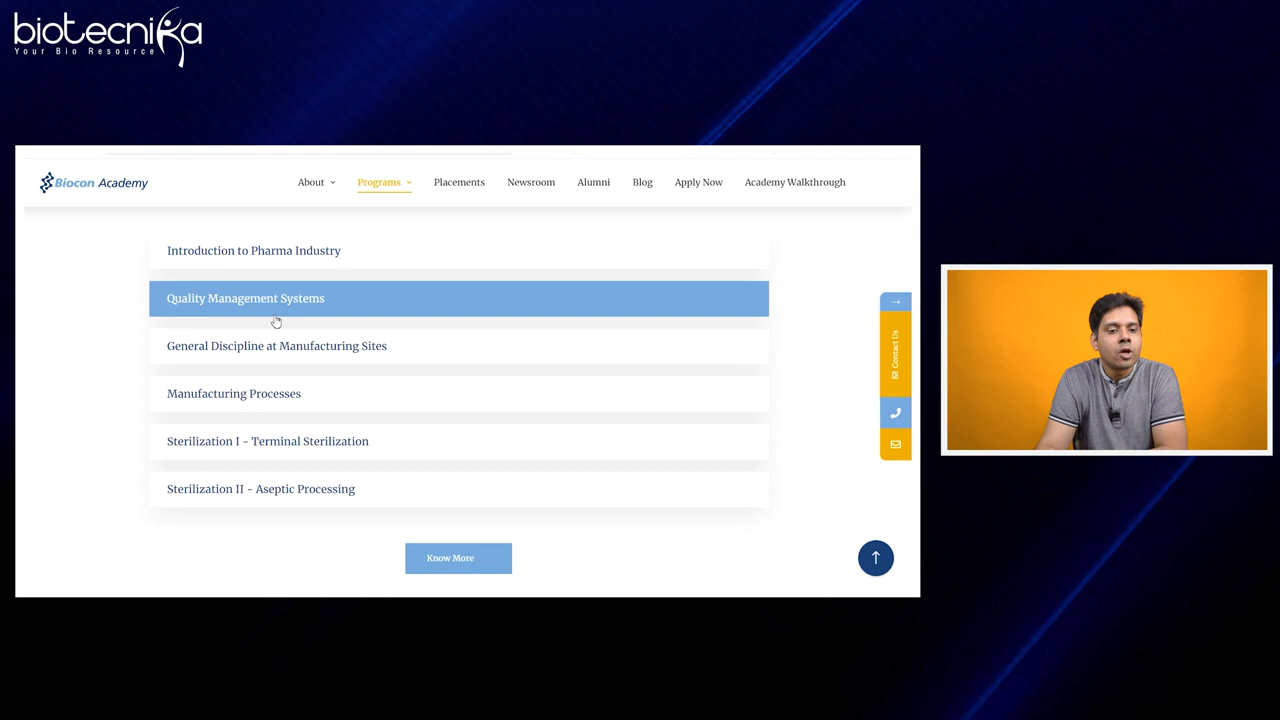 biotecnika
Your Bio Resource
Biocon Academy
About
Programs
Placements
Newsroom
Alumni
Blog
Apply Now
Academy Walkthrough
Introduction to Pharma Industry
Quality Management Systems
General Discipline at Manufacturing Sites
Manufacturing Processes
Sterilization I - Terminal Sterilization
Sterilization II - Aseptic Processing
Know More
Contact Us